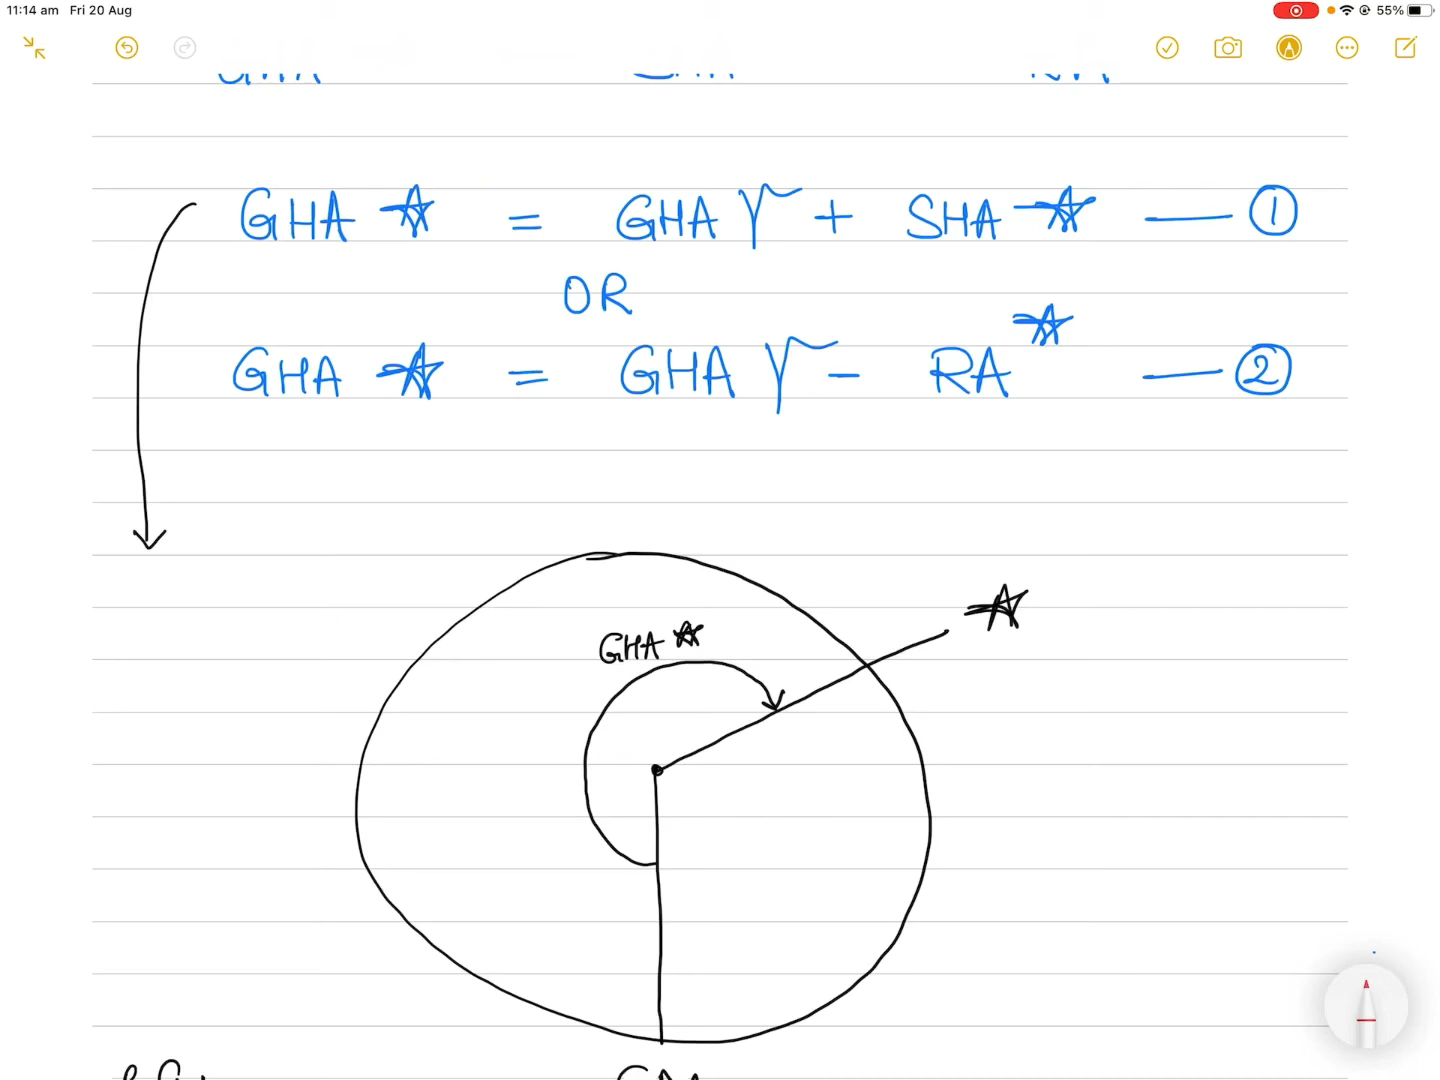 11:14 am Fri 20 Aug 55%
GHA ☆ = GHA ♈ + SHA ☆ — ①
OR
GHA ☆ = GHA ♈ - RA ☆ — ②
☆
GHA ☆